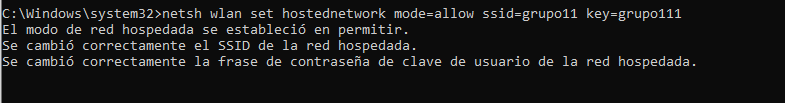 C:\Windows\system32>netsh wlan set hostednetwork mode=allow ssid=grupo11 key=grupo111
El modo de red hospedada se estableció en permitir.
Se cambió correctamente el SSID de la red hospedada.
Se cambió correctamente la frase de contraseña de clave de usuario de la red hospedada.